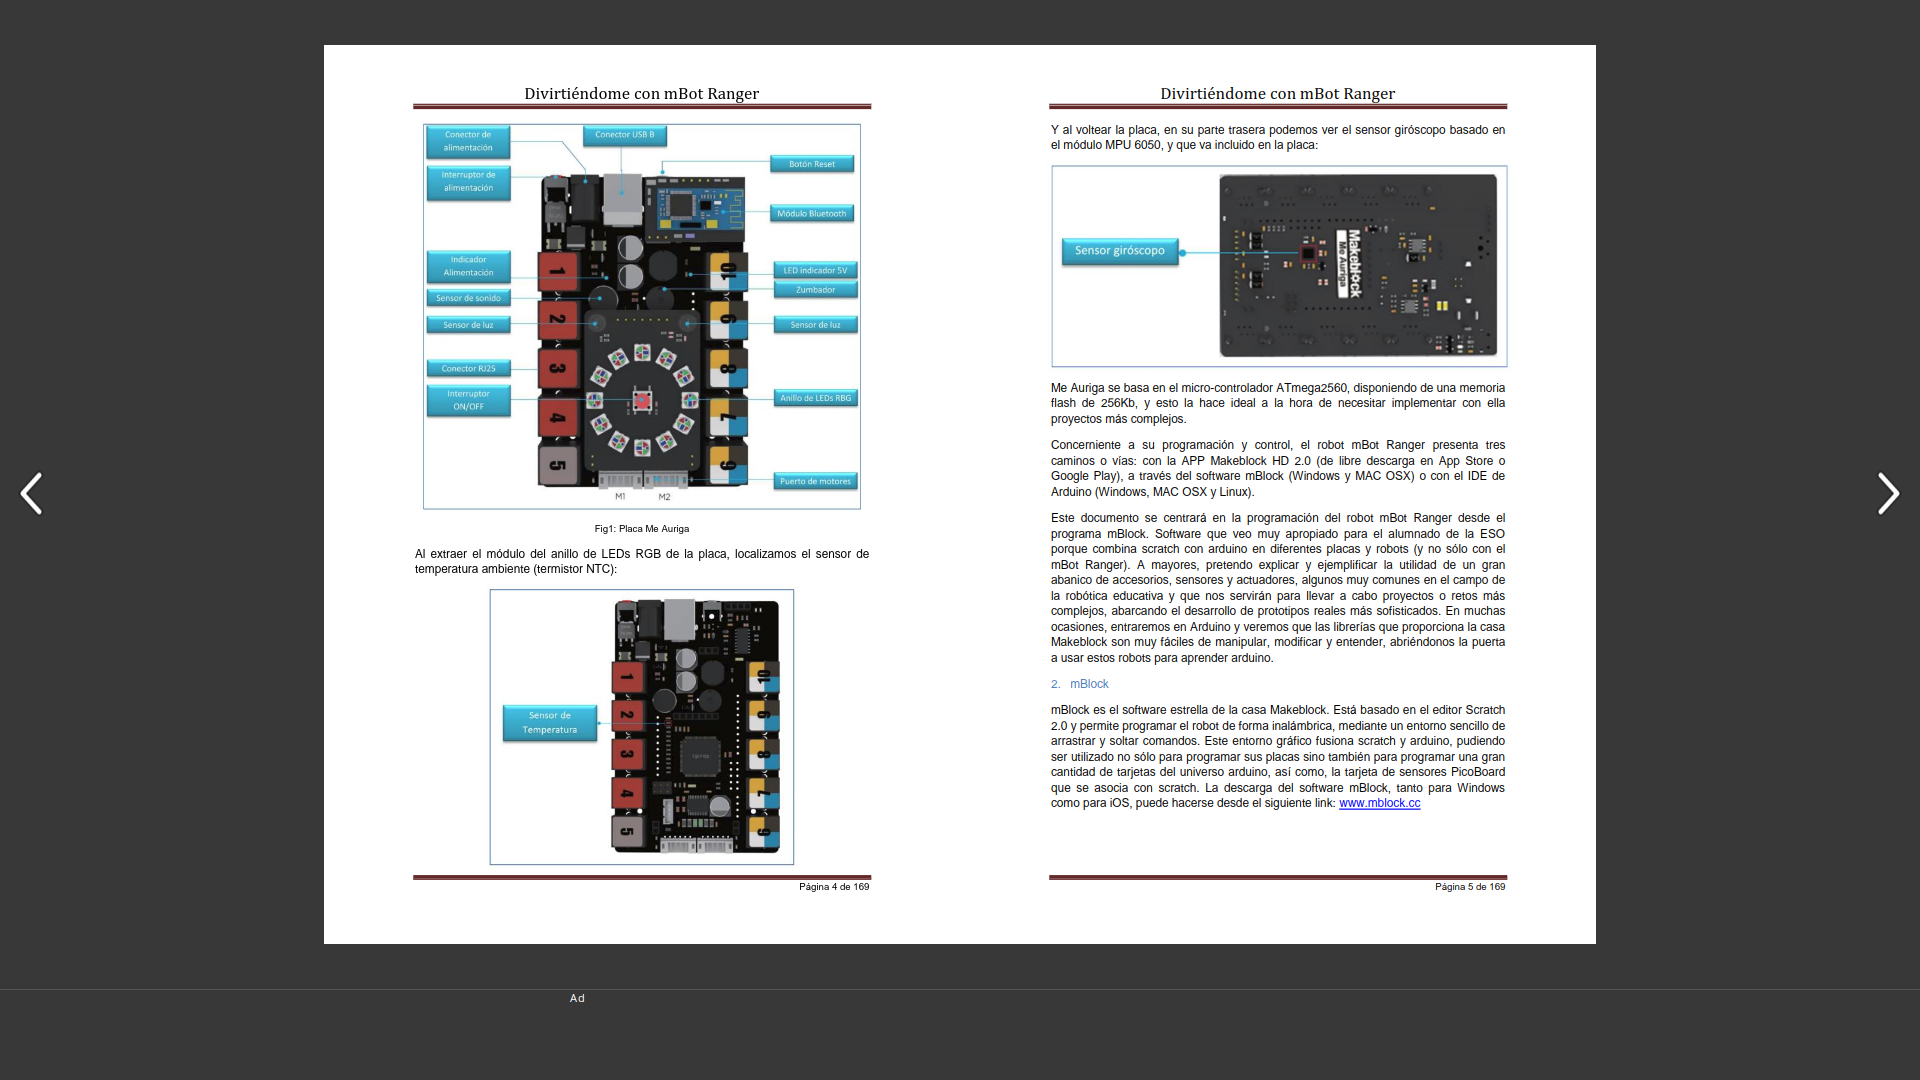 Divirtiéndome con mBot Ranger
Conector de
alimentación
Conector USB B
Botón Reset
Interruptor de
alimentación
Módulo Bluetooth
Indicador
Alimentación
LED indicador 5V
Zumbador
Sensor de sonido
Sensor de luz
Sensor de luz
Conector RJ25
Interruptor
ON/OFF
Anillo de LEDs RBG
Puerto de motores
1
2
3
4
5
10
9
8
7
6
M1
M2
Fig1: Placa Me Auriga
Al extraer el módulo del anillo de LEDs RGB de la placa, localizamos el sensor de
temperatura ambiente (termistor NTC):
Sensor de
Temperatura
1
2
3
4
5
10
9
8
7
6
Página 4 de 169
Divirtiéndome con mBot Ranger
Y al voltear la placa, en su parte trasera podemos ver el sensor giróscopo basado en
el módulo MPU 6050, y que va incluido en la placa:
Sensor giróscopo
Makeblock
Me Auriga
Me Auriga se basa en el micro-controlador ATmega2560, disponiendo de una memoria
flash de 256Kb, y esto la hace ideal a la hora de necesitar implementar con ella
proyectos más complejos.
Concerniente a su programación y control, el robot mBot Ranger presenta tres
caminos o vías: con la APP Makeblock HD 2.0 (de libre descarga en App Store o
Google Play), a través del software mBlock (Windows y MAC OSX) o con el IDE de
Arduino (Windows, MAC OSX y Linux).
Este documento se centrará en la programación del robot mBot Ranger desde el
programa mBlock. Software que veo muy apropiado para el alumnado de la ESO
porque combina scratch con arduino en diferentes placas y robots (y no sólo con el
mBot Ranger). A mayores, pretendo explicar y ejemplificar la utilidad de un gran
abanico de accesorios, sensores y actuadores, algunos muy comunes en el campo de
la robótica educativa y que nos servirán para llevar a cabo proyectos o retos más
complejos, abarcando el desarrollo de prototipos reales más sofisticados. En muchas
ocasiones, entraremos en Arduino y veremos que las librerías que proporciona la casa
Makeblock son muy fáciles de manipular, modificar y entender, abriéndonos la puerta
a usar estos robots para aprender arduino.
2. mBlock
mBlock es el software estrella de la casa Makeblock. Está basado en el editor Scratch
2.0 y permite programar el robot de forma inalámbrica, mediante un entorno sencillo de
arrastrar y soltar comandos. Este entorno gráfico fusiona scratch y arduino, pudiendo
ser utilizado no sólo para programar sus placas sino también para programar una gran
cantidad de tarjetas del universo arduino, así como, la tarjeta de sensores PicoBoard
que se asocia con scratch. La descarga del software mBlock, tanto para Windows
como para iOS, puede hacerse desde el siguiente link: www.mblock.cc
Página 5 de 169
Ad